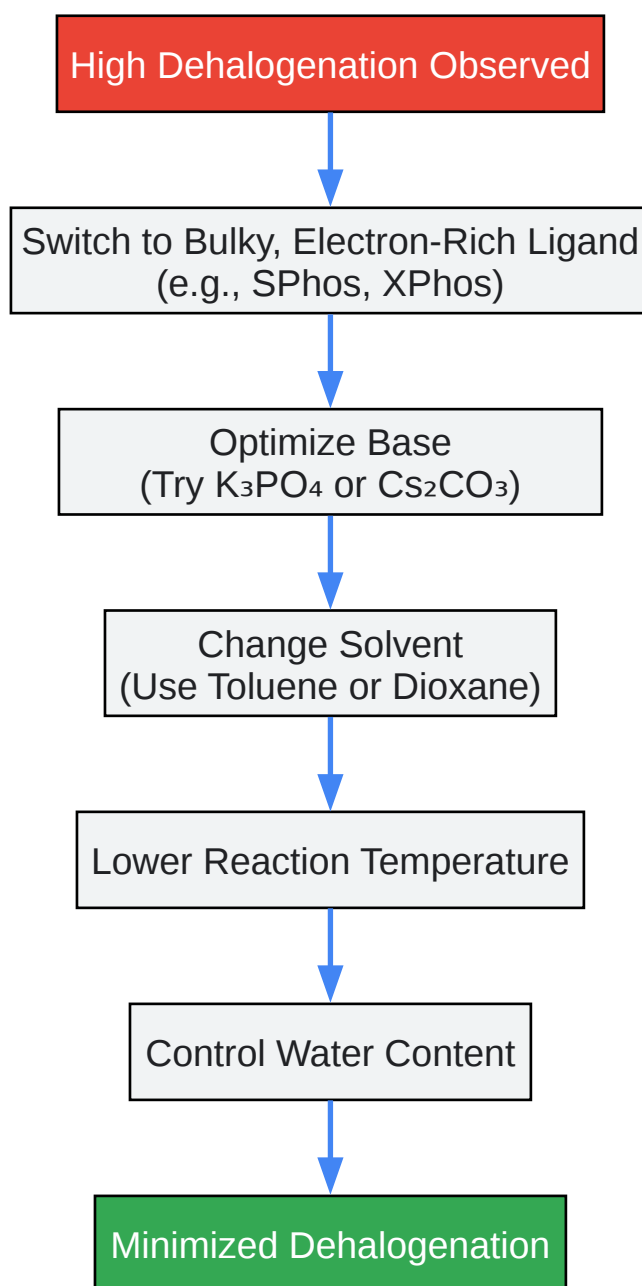 High Dehalogenation Observed
Switch to Bulky, Electron-Rich Ligand
(e.g., SPhos, XPhos)
Optimize Base
(Try K₃PO₄ or Cs₂CO₃)
Change Solvent
(Use Toluene or Dioxane)
Lower Reaction Temperature
Control Water Content
Minimized Dehalogenation